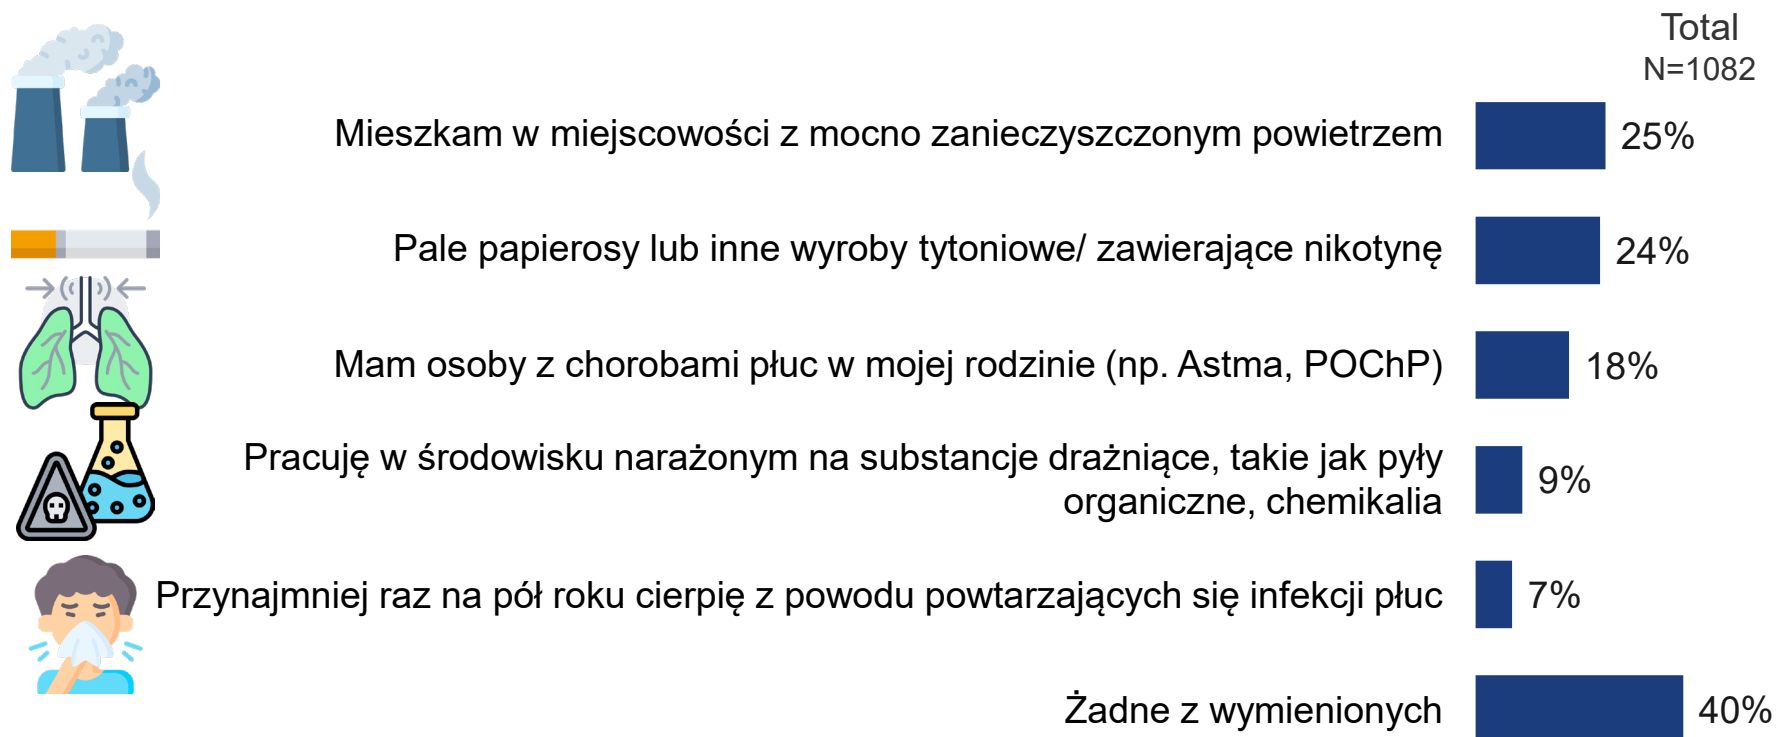 Total
N=1082
Mieszkam w miejscowości z mocno zanieczyszczonym powietrzem
25%
Pale papierosy lub inne wyroby tytoniowe/ zawierające nikotynę
24%
Mam osoby z chorobami płuc w mojej rodzinie (np. Astma, POChP)
18%
Pracuję w środowisku narażonym na substancje drażniące, takie jak pyły
organiczne, chemikalia
9%
Przynajmniej raz na pół roku cierpię z powodu powtarzających się infekcji płuc
7%
Żadne z wymienionych
40%